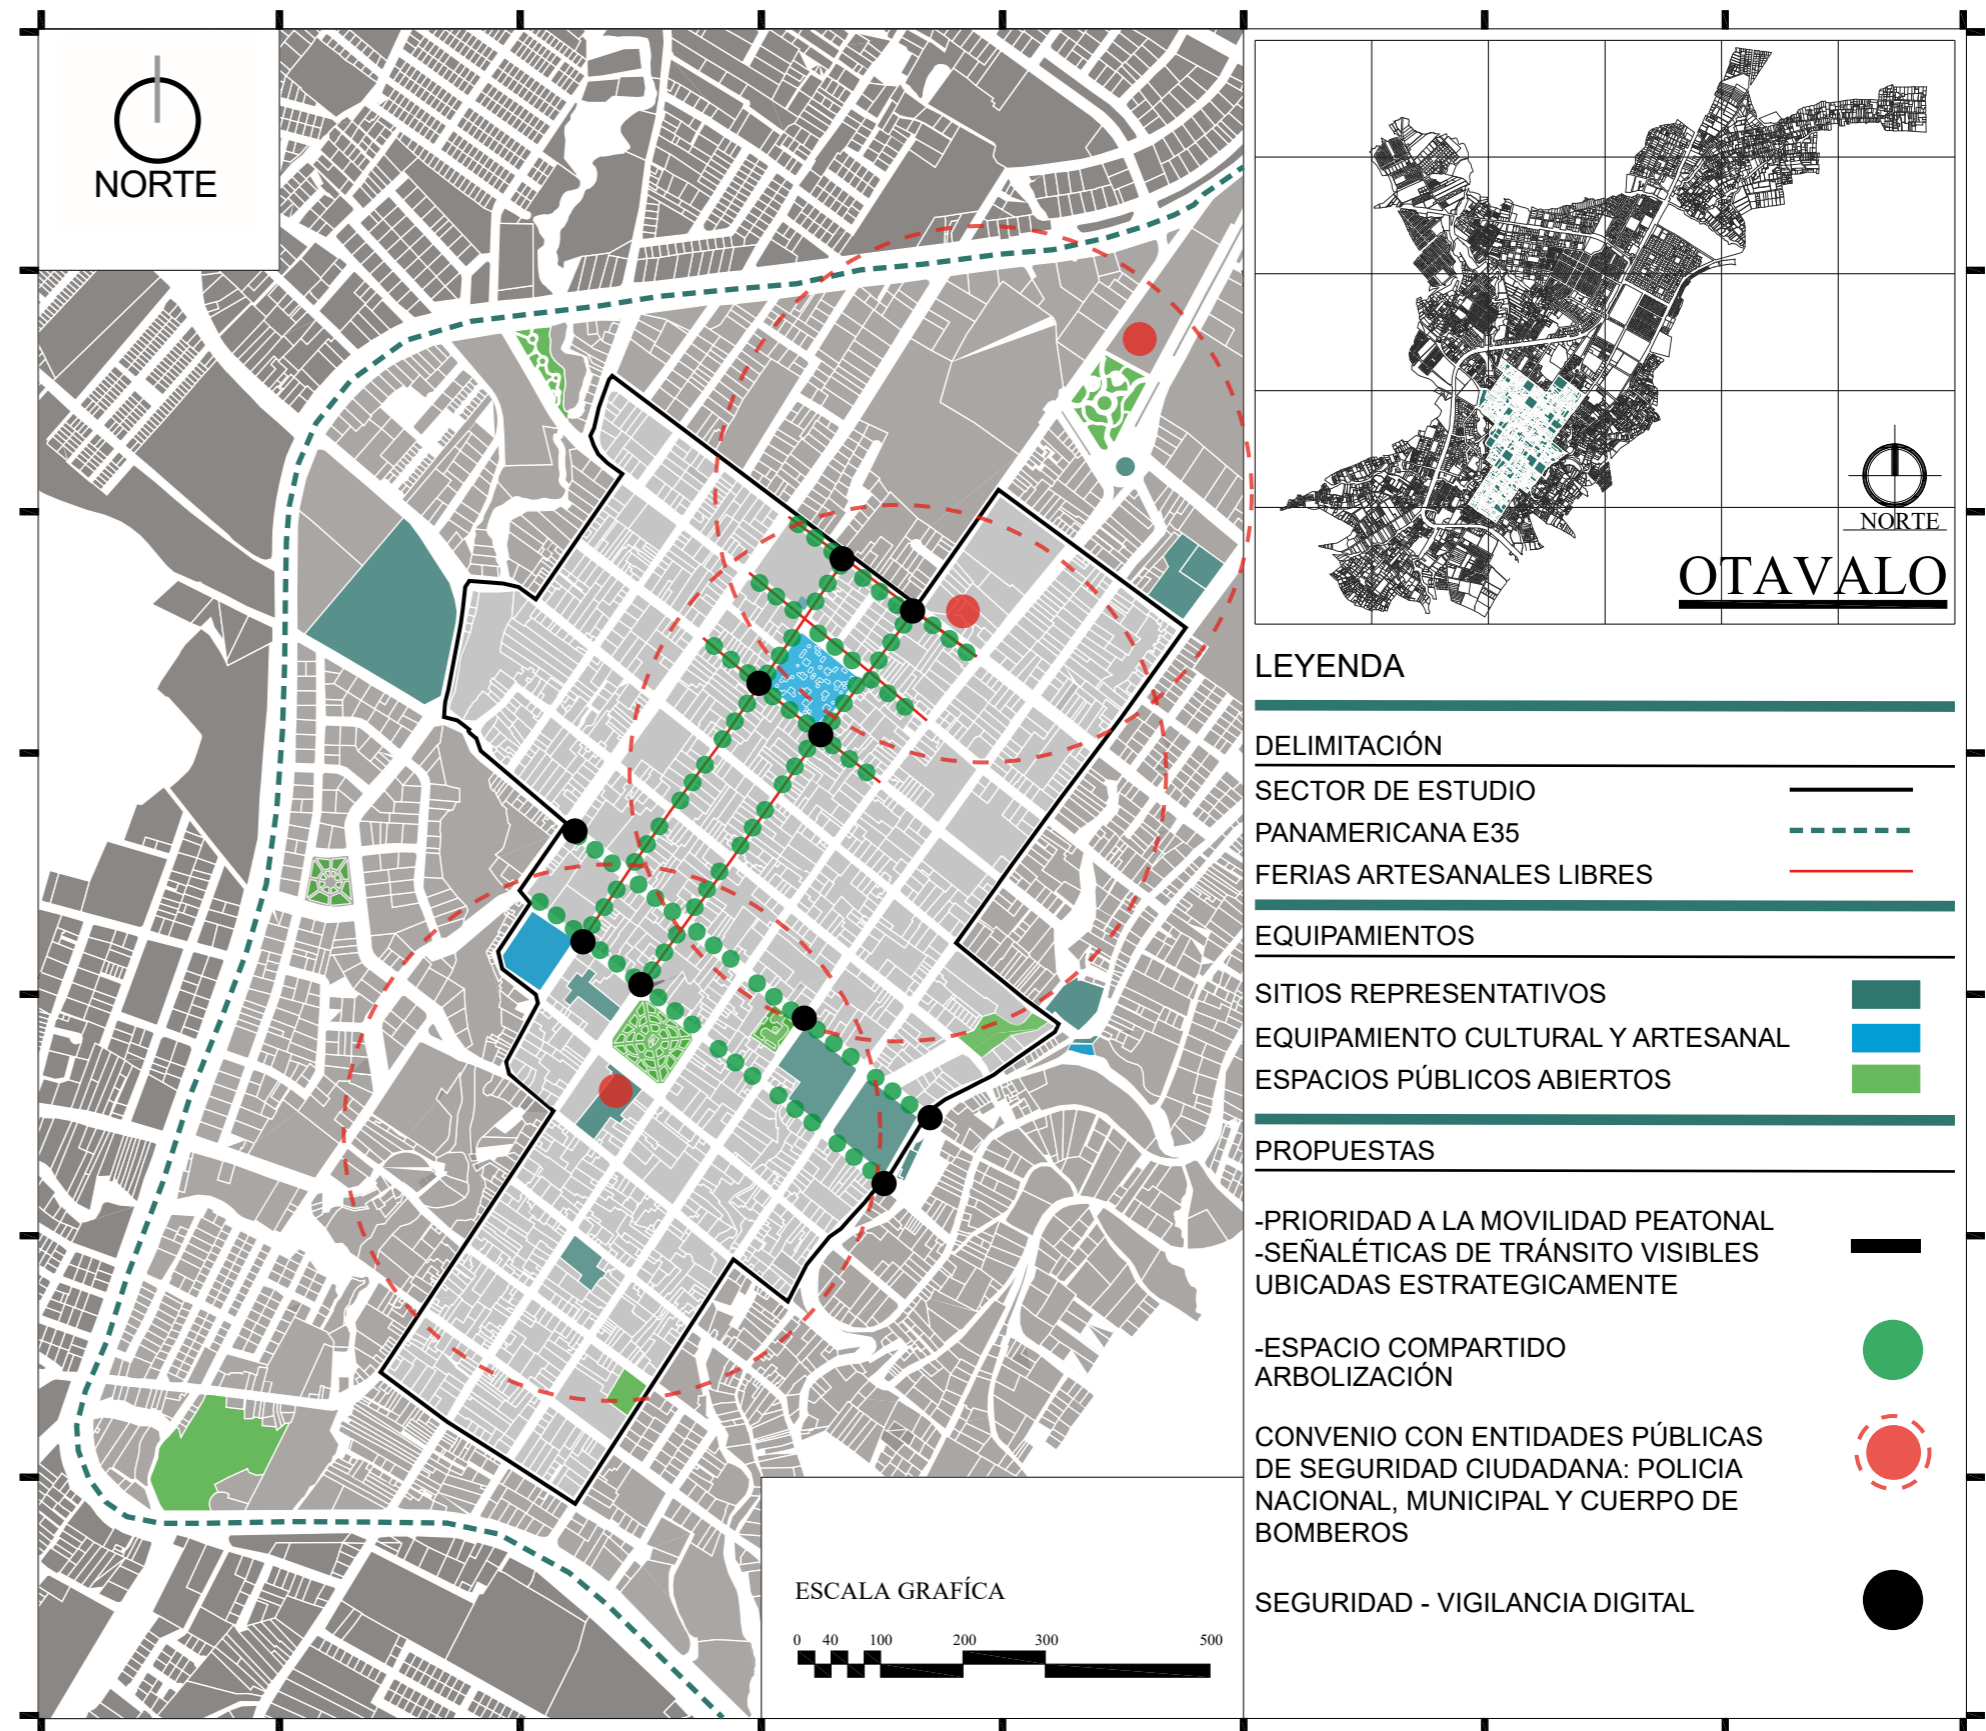 NORTE
NORTE
OTAVALO
LEYENDA
DELIMITACIÓN
SECTOR DE ESTUDIO
PANAMERICANA E35
FERIAS ARTESANALES LIBRES
EQUIPAMIENTOS
SITIOS REPRESENTATIVOS
EQUIPAMIENTO CULTURAL Y ARTESANAL
ESPACIOS PÚBLICOS ABIERTOS
PROPUESTAS
-PRIORIDAD A LA MOVILIDAD PEATONAL
-SEÑALÉTICAS DE TRÁNSITO VISIBLES
UBICADAS ESTRATEGICAMENTE
-ESPACIO COMPARTIDO
ARBOLIZACIÓN
CONVENIO CON ENTIDADES PÚBLICAS
DE SEGURIDAD CIUDADANA: POLICIA
NACIONAL, MUNICIPAL Y CUERPO DE
BOMBEROS
SEGURIDAD - VIGILANCIA DIGITAL
ESCALA GRAFÍCA
0 40 100 200 300 500